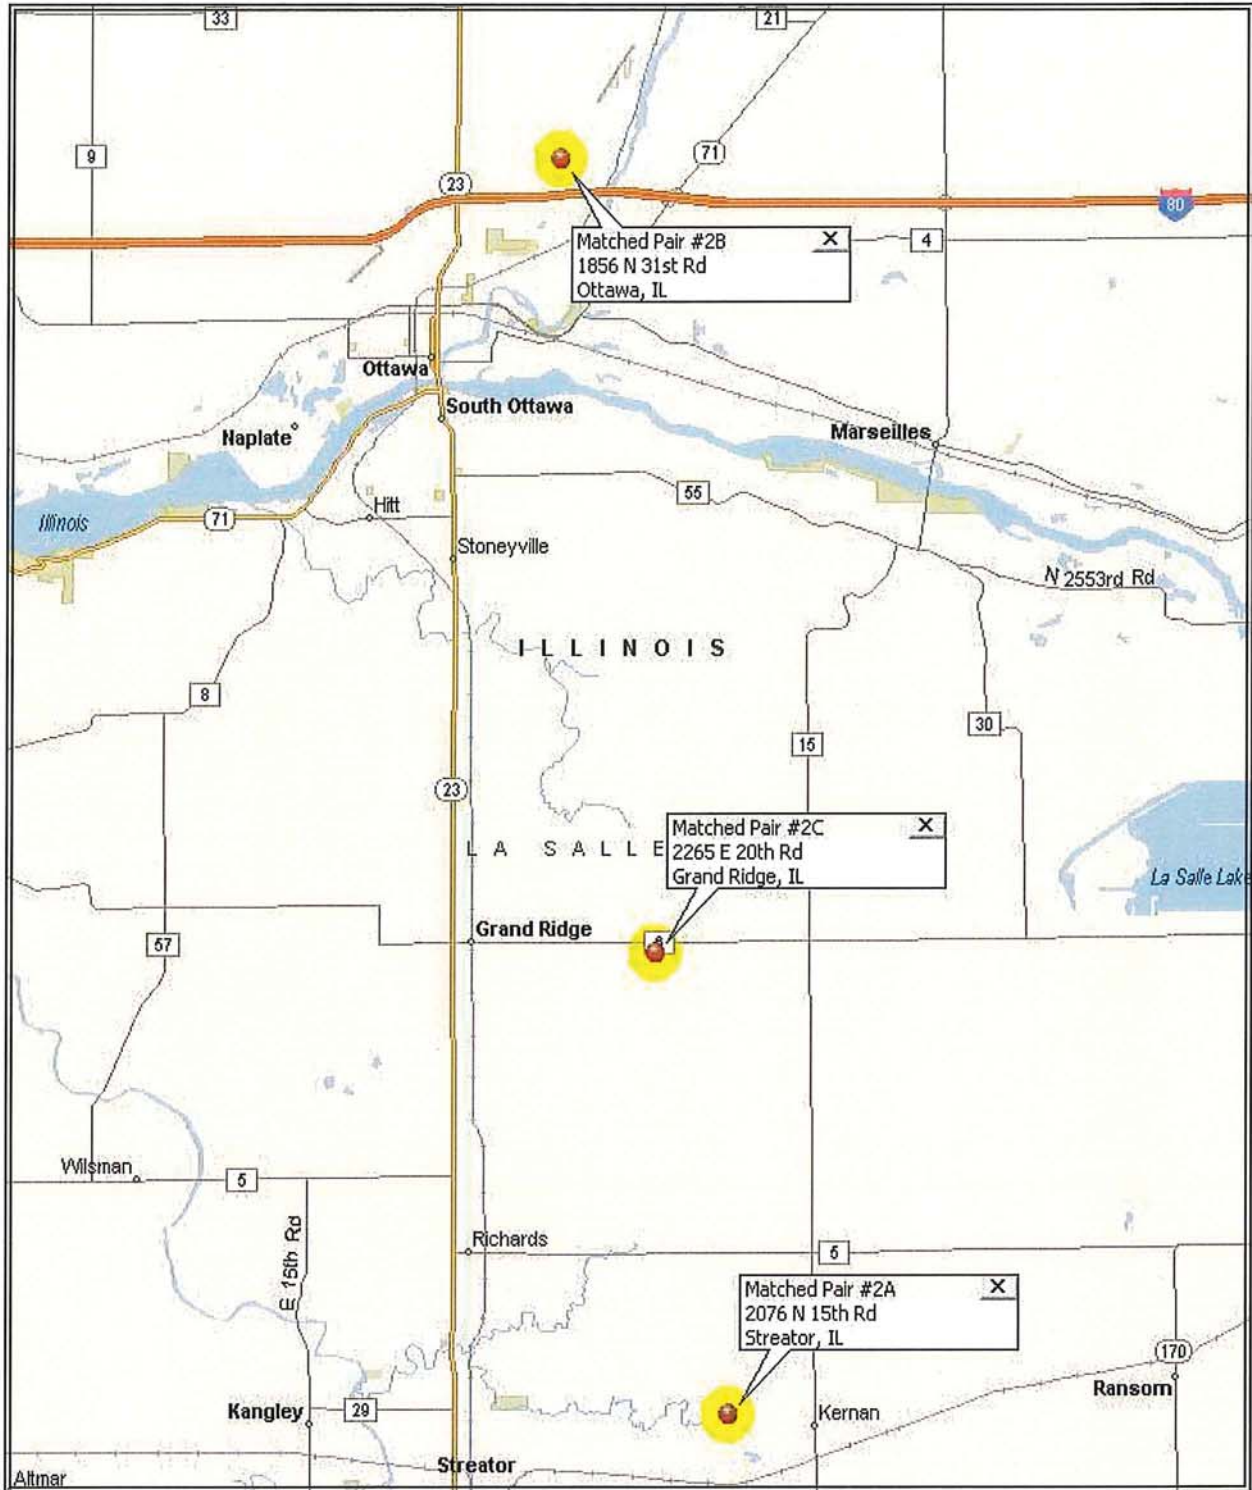 33
21
9
71
23
80
Matched Pair #2B X
1856 N 31st Rd
Ottawa, IL
4
Ottawa
South Ottawa
Naplate
Marseilles
55
Hitt
Illinois
71
Stoneyville
N 2553rd Rd
ILLINOIS
8
30
15
23
Matched Pair #2C X
2265 E 20th Rd
Grand Ridge, IL
LA SALLE
La Salle Lake
Grand Ridge
57
Wilsman
5
E 15th Rd
Richards
5
Matched Pair #2A X
2076 N 15th Rd
Streator, IL
170
Ransom
Kangley
29
Kernan
Streator
Altmar